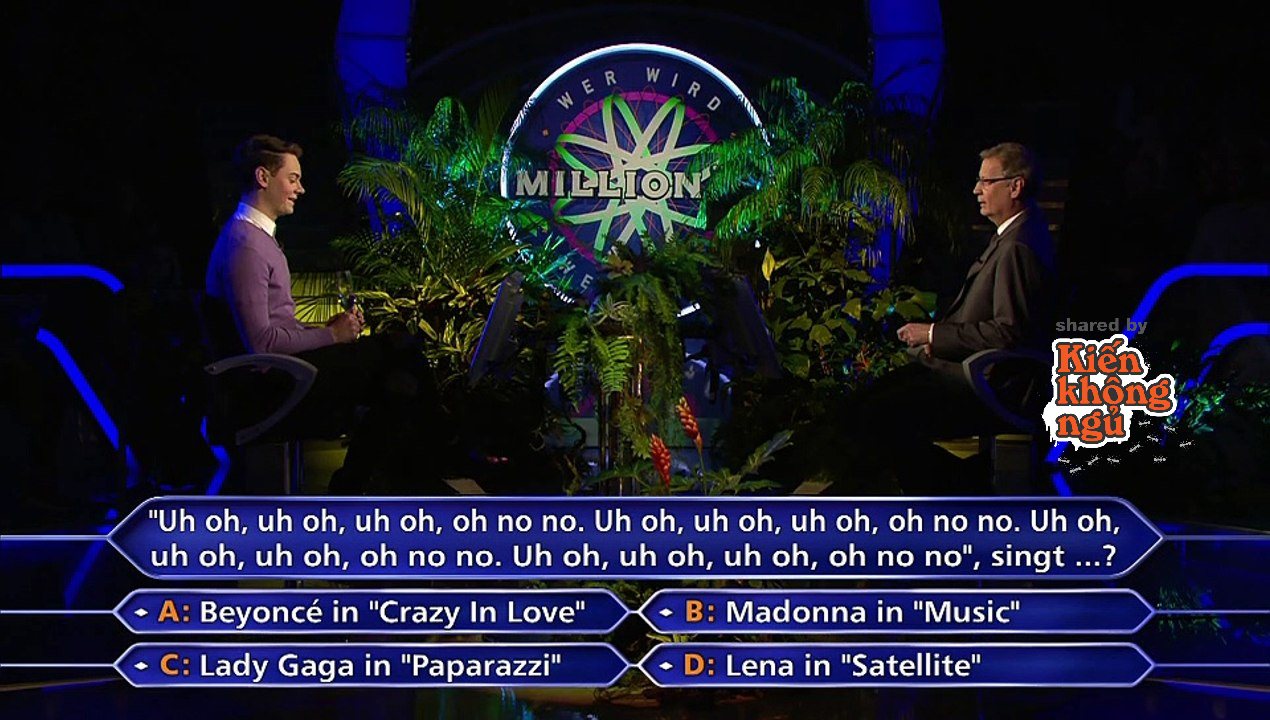 WER WIRD
MILLION
shared by
Kiến
không
ngủ
"Uh oh, uh oh, uh oh, oh no no. Uh oh, uh oh, uh oh, oh no no. Uh oh,
uh oh, uh oh, oh no no. Uh oh, uh oh, uh oh, oh no no", singt ...?
A: Beyoncé in "Crazy In Love"
B: Madonna in "Music"
C: Lady Gaga in "Paparazzi"
D: Lena in "Satellite"